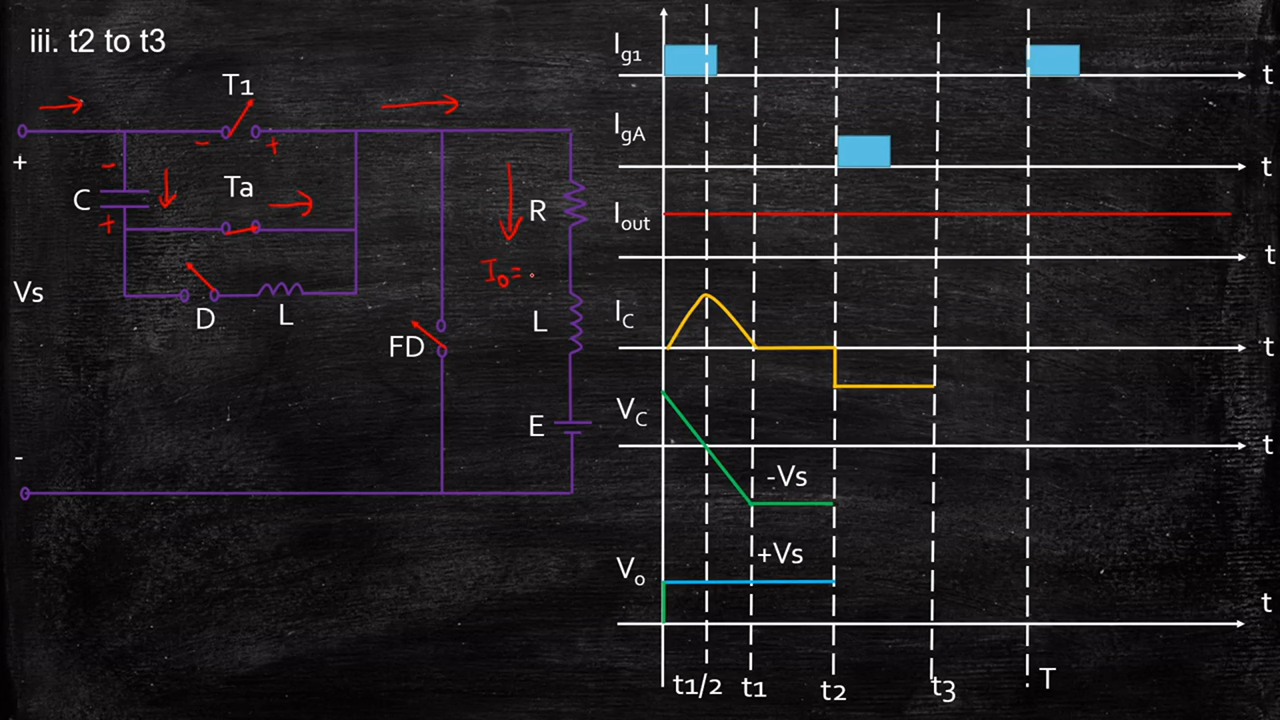 iii. t2 to t3
T1
+
-
+
-
C
+
Ta
R
I₀=
Vs
D
L
L
FD
E
-
Ig1
t
IgA
t
Iout
t
IC
t
VC
t
-Vs
+Vs
Vo
t
t1/2
t1
t2
t3
T